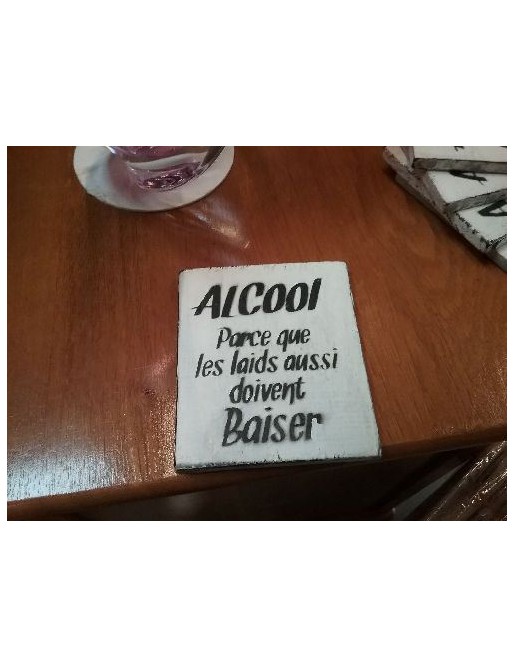 ALCOOl
Parce que
les laids aussi
doivent
Baiser